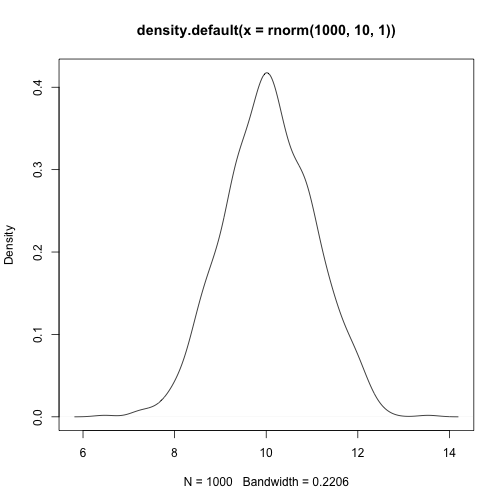 density.default(x = rnorm(1000, 10, 1))
Density
0.4
0.3
0.2
0.1
0.0
6 8 10 12 14
N = 1000 Bandwidth = 0.2206